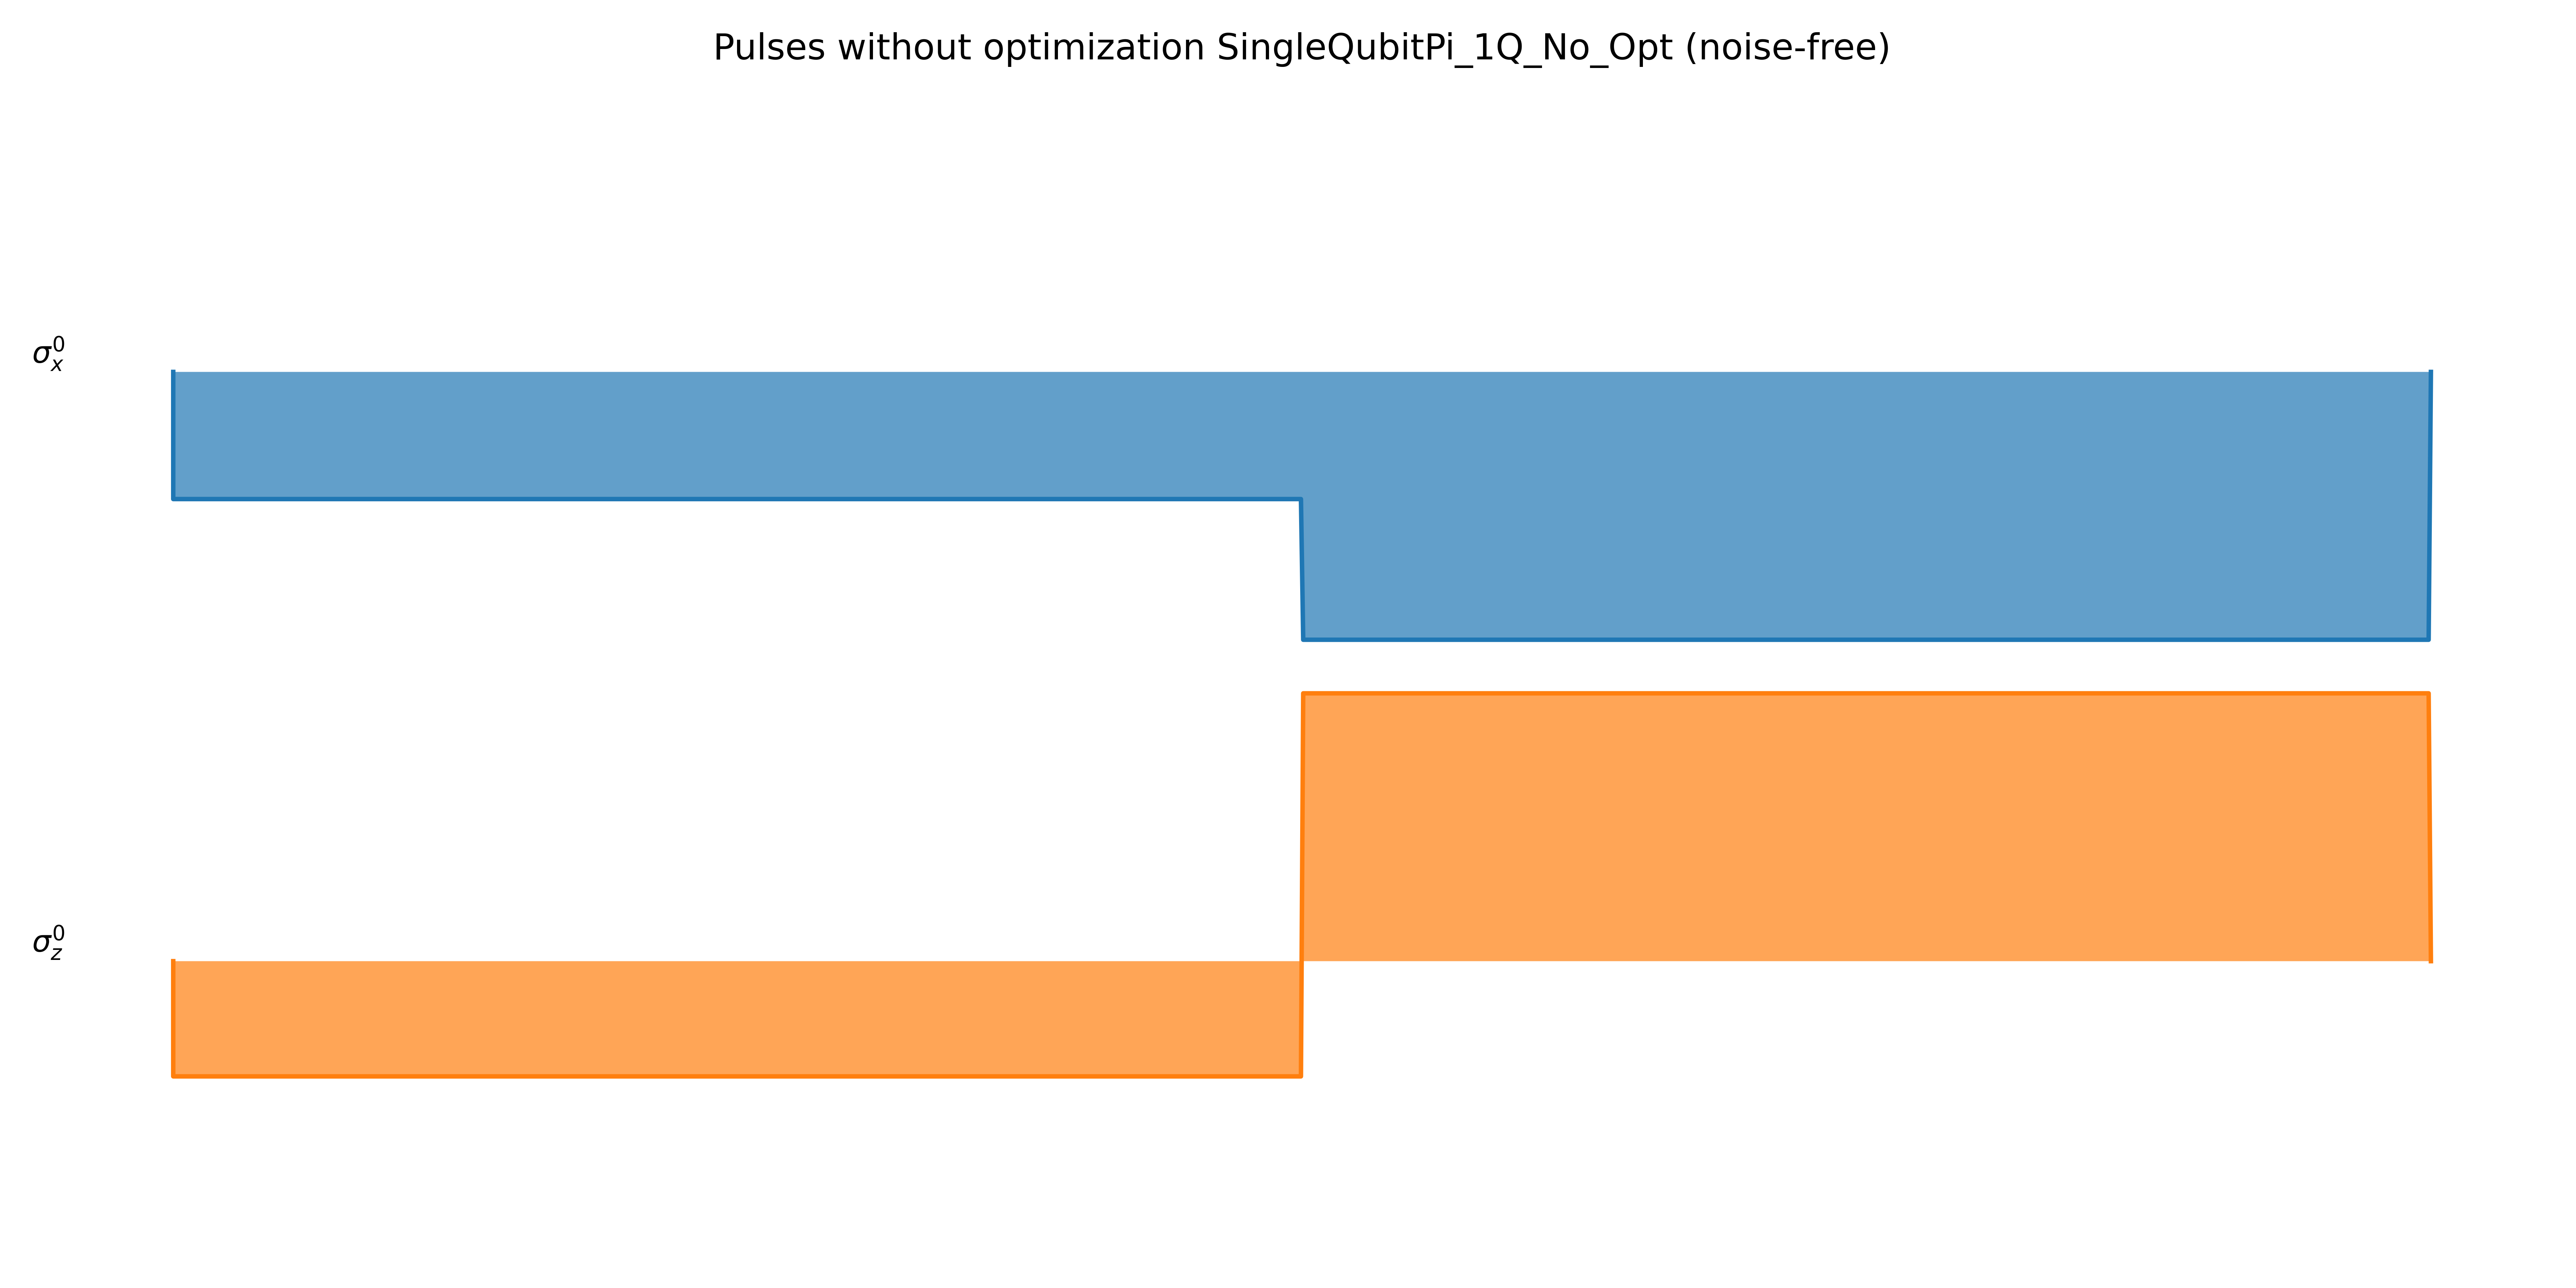 Pulses without optimization SingleQubitPi_1Q_No_Opt (noise-free)
σ_x^0
σ_z^0